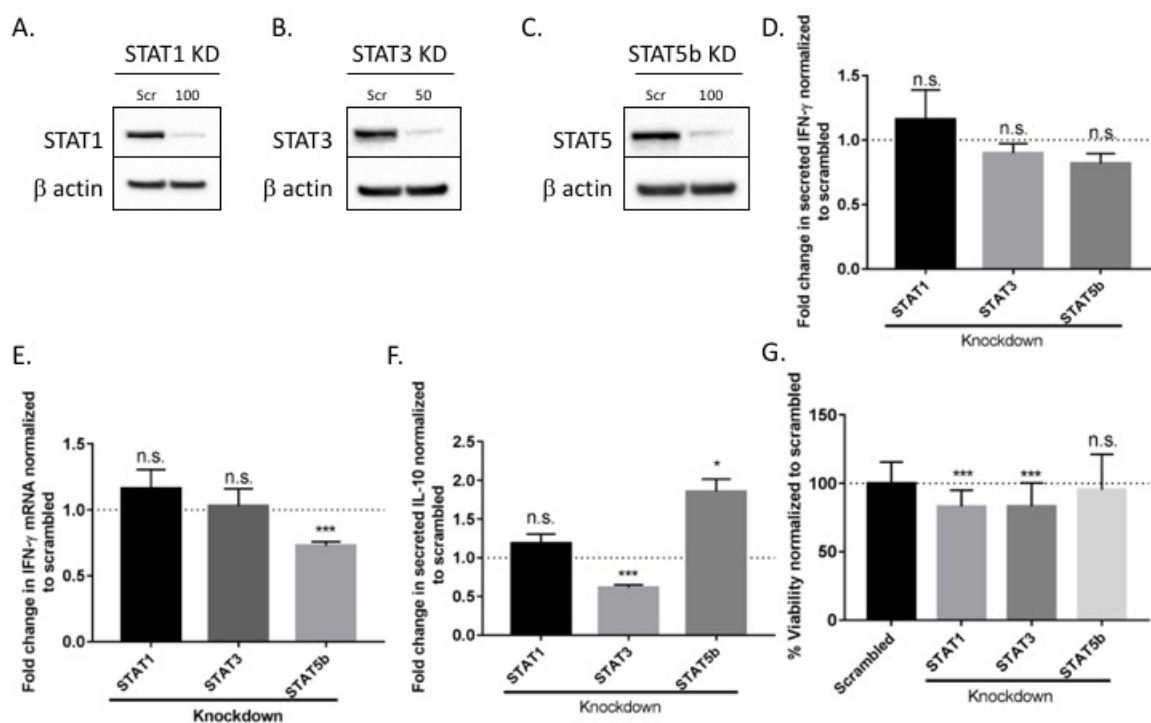 A.
STAT1 KD
Scr 100
STAT1
β actin
B.
STAT3 KD
Scr 50
STAT3
β actin
C.
STAT5b KD
Scr 100
STAT5
β actin
D.
Fold change in secreted IFN-γ normalized
to scrambled
1.5
1.0
0.5
0.0
n.s.
n.s.
n.s.
STAT1
STAT3
STAT5b
Knockdown
E.
Fold change in IFN-γ mRNA normalized
to scrambled
1.5
1.0
0.5
0.0
n.s.
n.s.
***
STAT1
STAT3
STAT5b
Knockdown
F.
Fold change in secreted IL-10 normalized
to scrambled
2.5
2.0
1.5
1.0
0.5
0.0
n.s.
***
*
STAT1
STAT3
STAT5b
Knockdown
G.
% Viability normalized to scrambled
150
100
50
0
***
***
n.s.
Scrambled
STAT1
STAT3
STAT5b
Knockdown